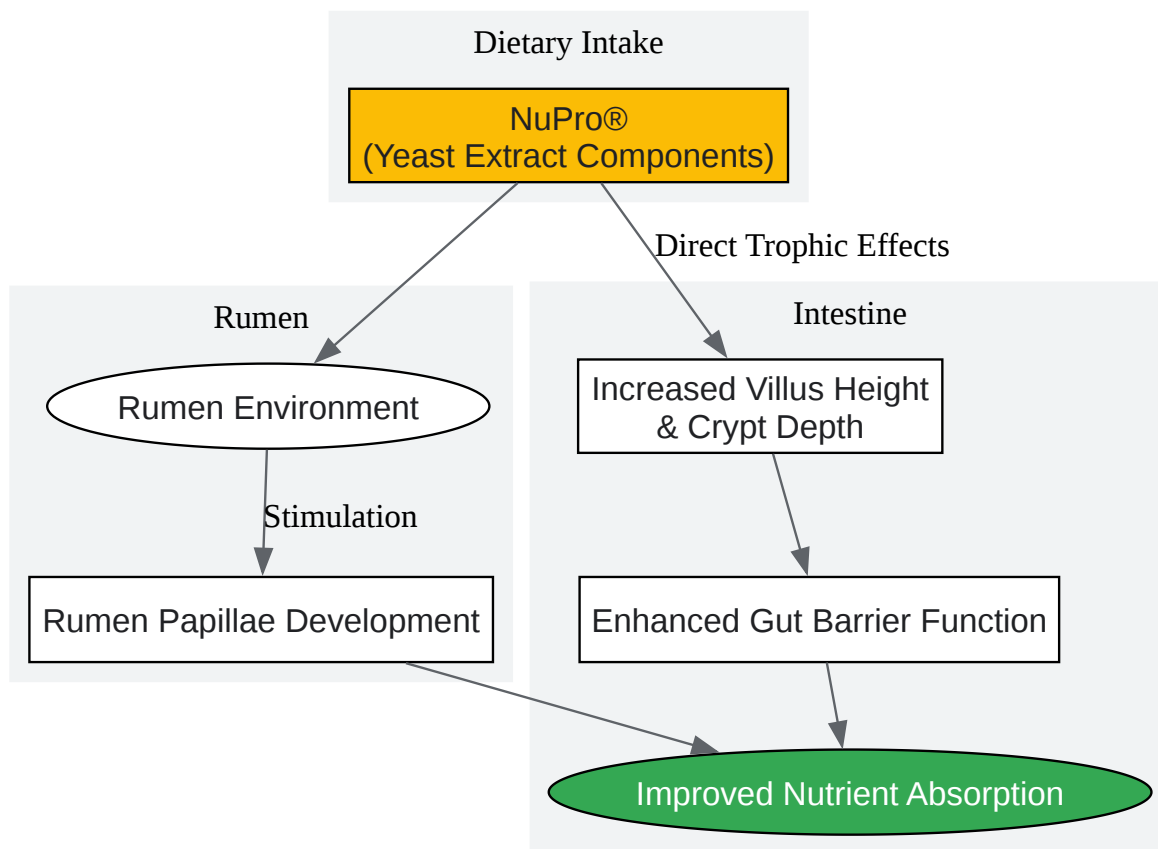 Dietary Intake
NuPro®
(Yeast Extract Components)
Direct Trophic Effects
Rumen
Intestine
Rumen Environment
Increased Villus Height
& Crypt Depth
Stimulation
Rumen Papillae Development
Enhanced Gut Barrier Function
Improved Nutrient Absorption